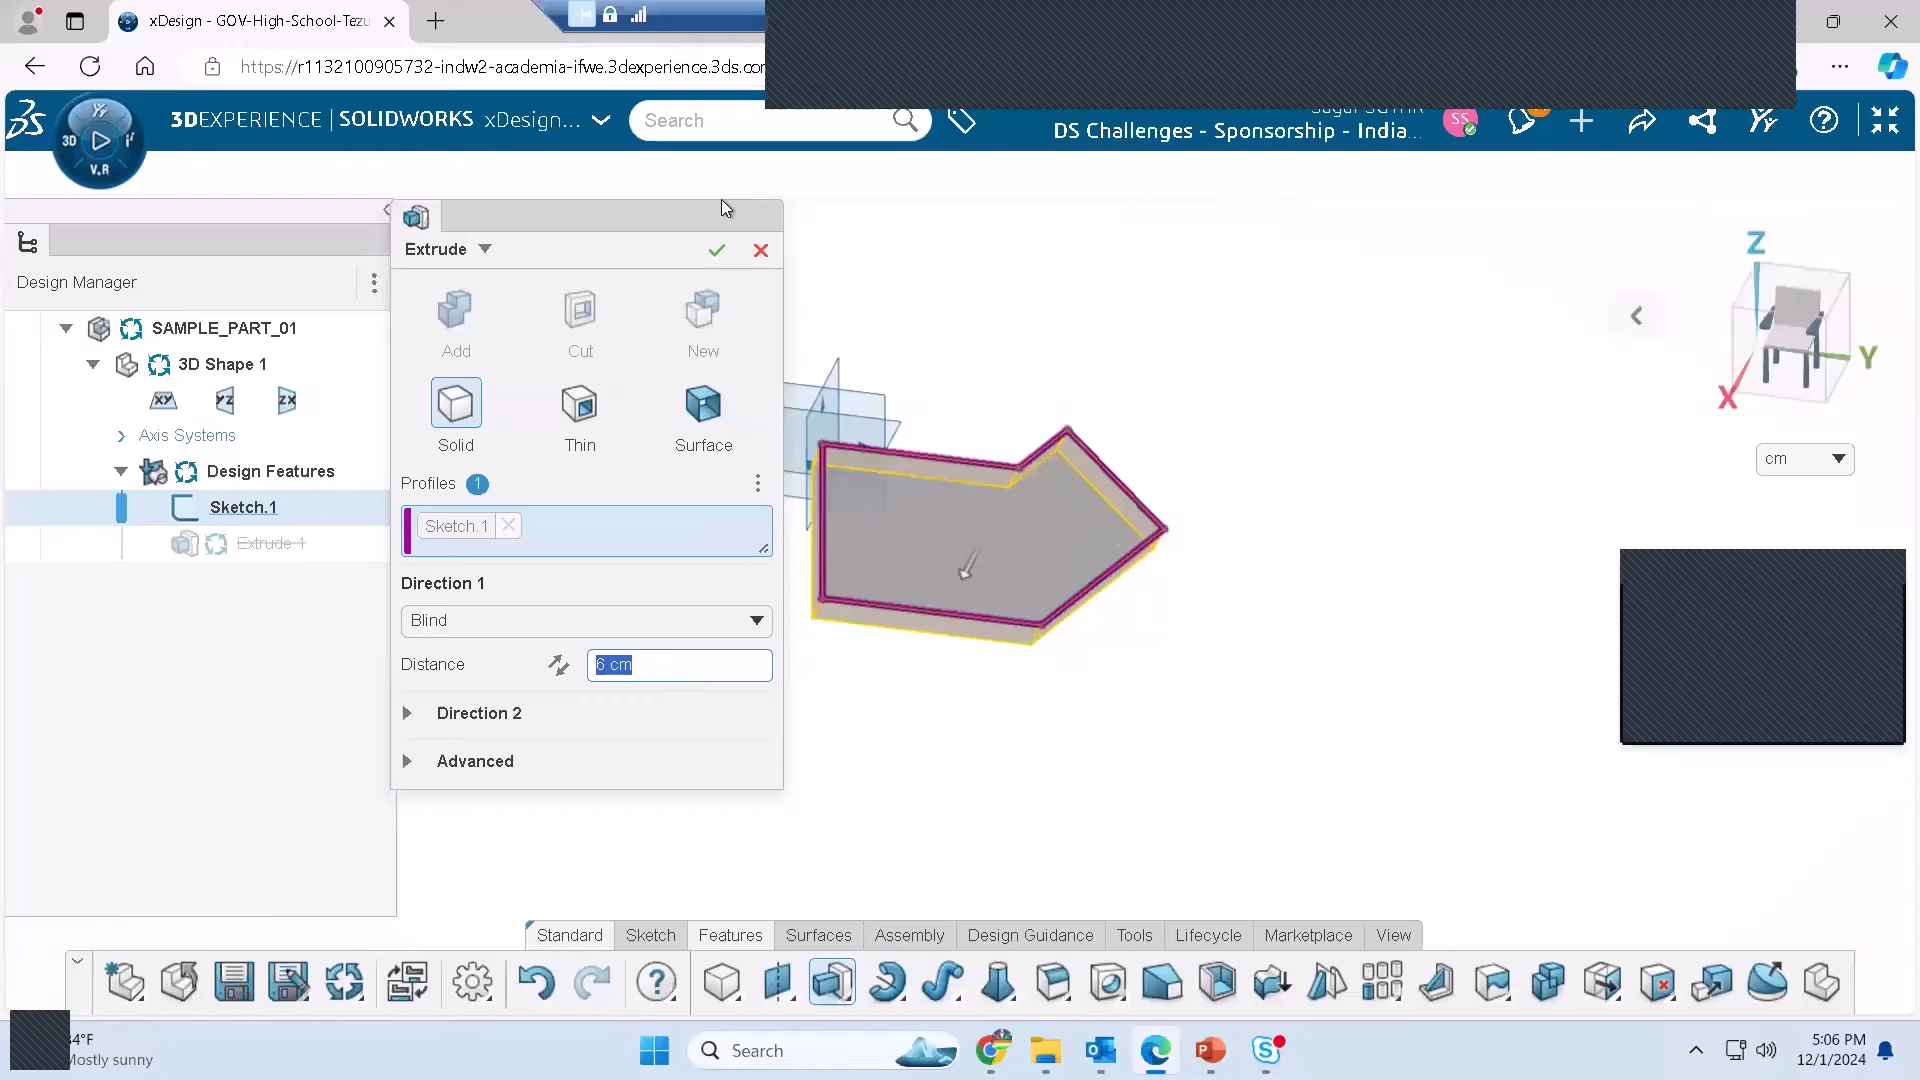 xDesign - GOV-High-School-Tezu
https://r1132100905732-indw2-academia-ifwe.3dexperience.3ds.com
3DEXPERIENCE | SOLIDWORKS xDesign...
Search
DS Challenges - Sponsorship - India...
SS
3D
V.R
Design Manager
SAMPLE_PART_01
3D Shape 1
XY YZ ZX
Axis Systems
Design Features
Sketch.1
Extrude.1
Extrude
Add Cut New
Solid Thin Surface
Profiles 1
Sketch.1
Direction 1
Blind
Distance 6 cm
Direction 2
Advanced
Z
Y
X
cm
Standard Sketch Features Surfaces Assembly Design Guidance Tools Lifecycle Marketplace View
Mostly sunny
Search
5:06 PM
12/1/2024